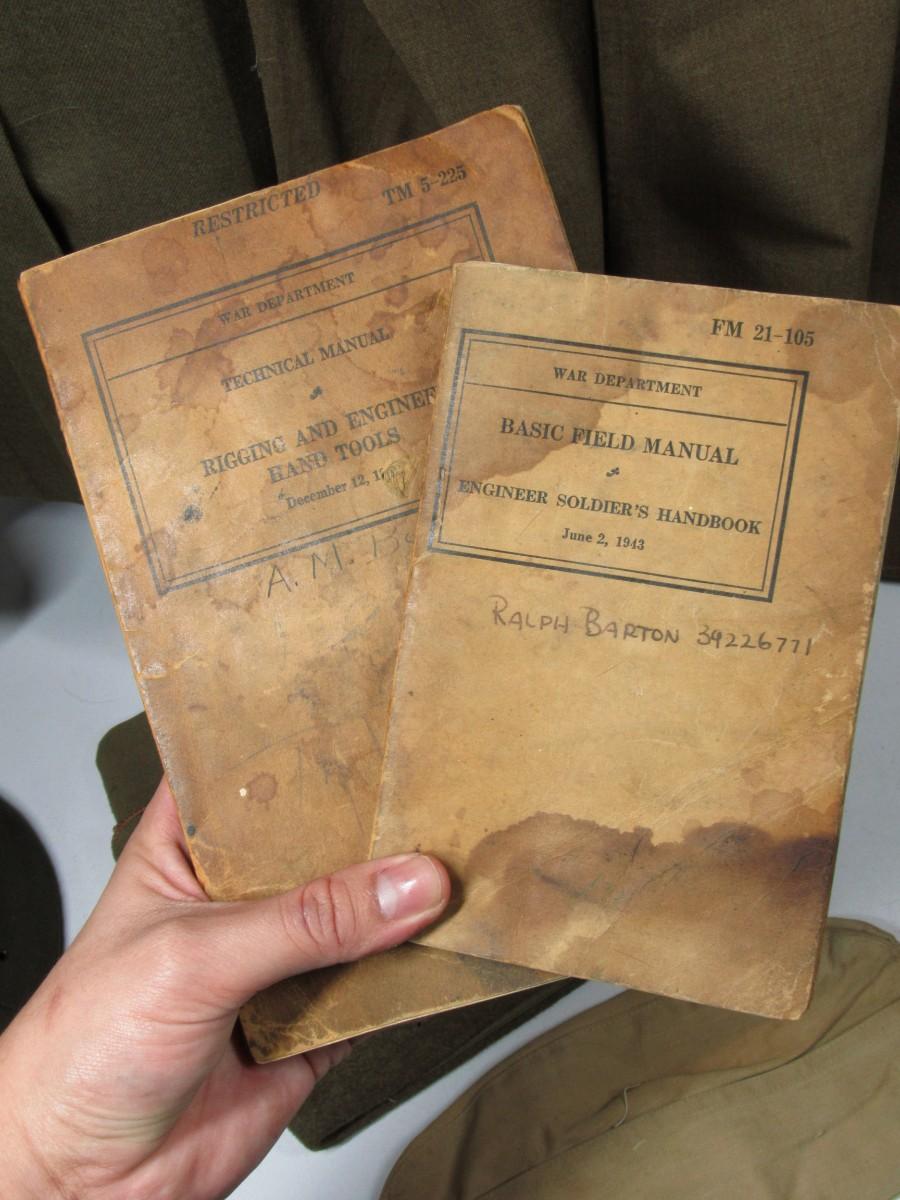 RESTRICTED
TM 5-225
WAR DEPARTMENT
TECHNICAL MANUAL
RIGGING AND ENGINEER
HAND TOOLS
December 12,
A. M.
FM 21-105
WAR DEPARTMENT
BASIC FIELD MANUAL
ENGINEER SOLDIER'S HANDBOOK
June 2, 1943
RALPH BARTON 39226771